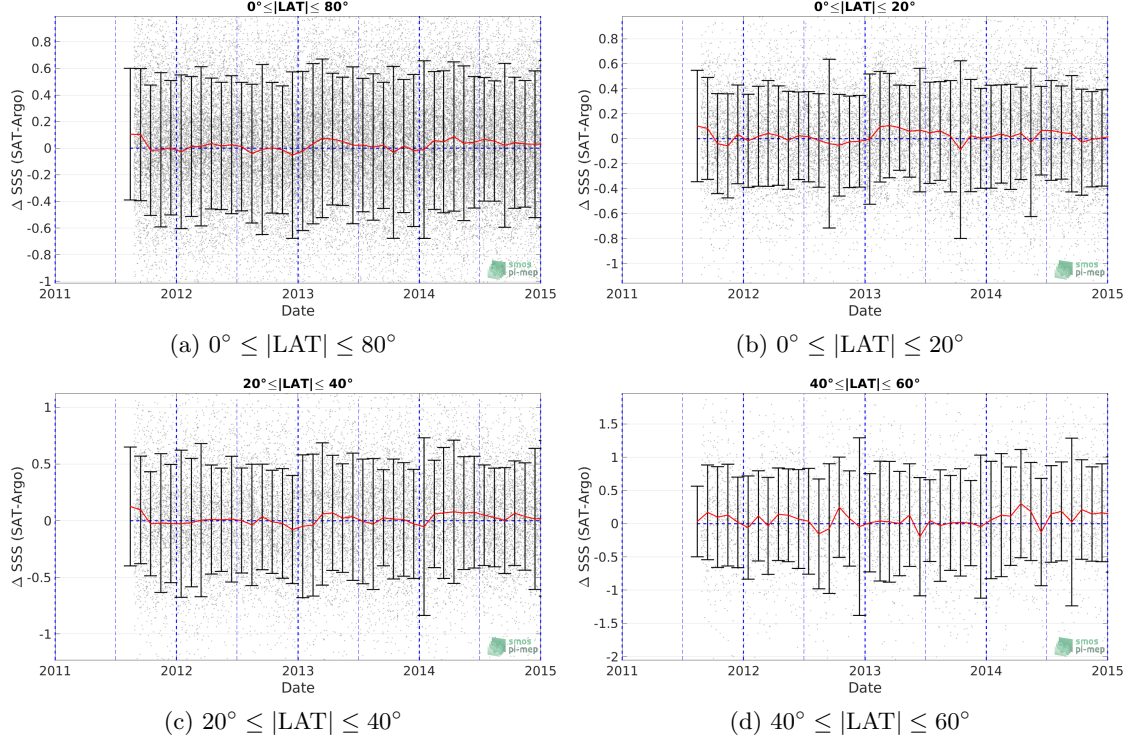 0°≤|LAT|≤ 80°
0.8
0.6
0.4
0.2
0
-0.2
-0.4
-0.6
-0.8
-1
Δ SSS (SAT-Argo)
2011 2012 2013 2014 2015
Date
smos
pi-mep
(a) 0° ≤ |LAT| ≤ 80°
0°≤|LAT|≤ 20°
0.8
0.6
0.4
0.2
0
-0.2
-0.4
-0.6
-0.8
-1
Δ SSS (SAT-Argo)
2011 2012 2013 2014 2015
Date
smos
pi-mep
(b) 0° ≤ |LAT| ≤ 20°
20°≤|LAT|≤ 40°
1
0.5
0
-0.5
-1
Δ SSS (SAT-Argo)
2011 2012 2013 2014 2015
Date
smos
pi-mep
(c) 20° ≤ |LAT| ≤ 40°
40°≤|LAT|≤ 60°
1.5
1
0.5
0
-0.5
-1
-1.5
-2
Δ SSS (SAT-Argo)
2011 2012 2013 2014 2015
Date
smos
pi-mep
(d) 40° ≤ |LAT| ≤ 60°